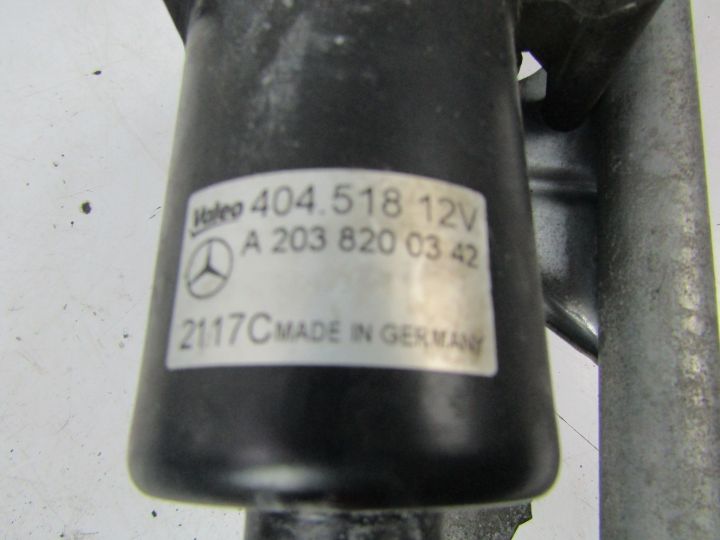 Valeo 404.518 12V
A 203 820 03 42
2117C MADE IN GERMANY